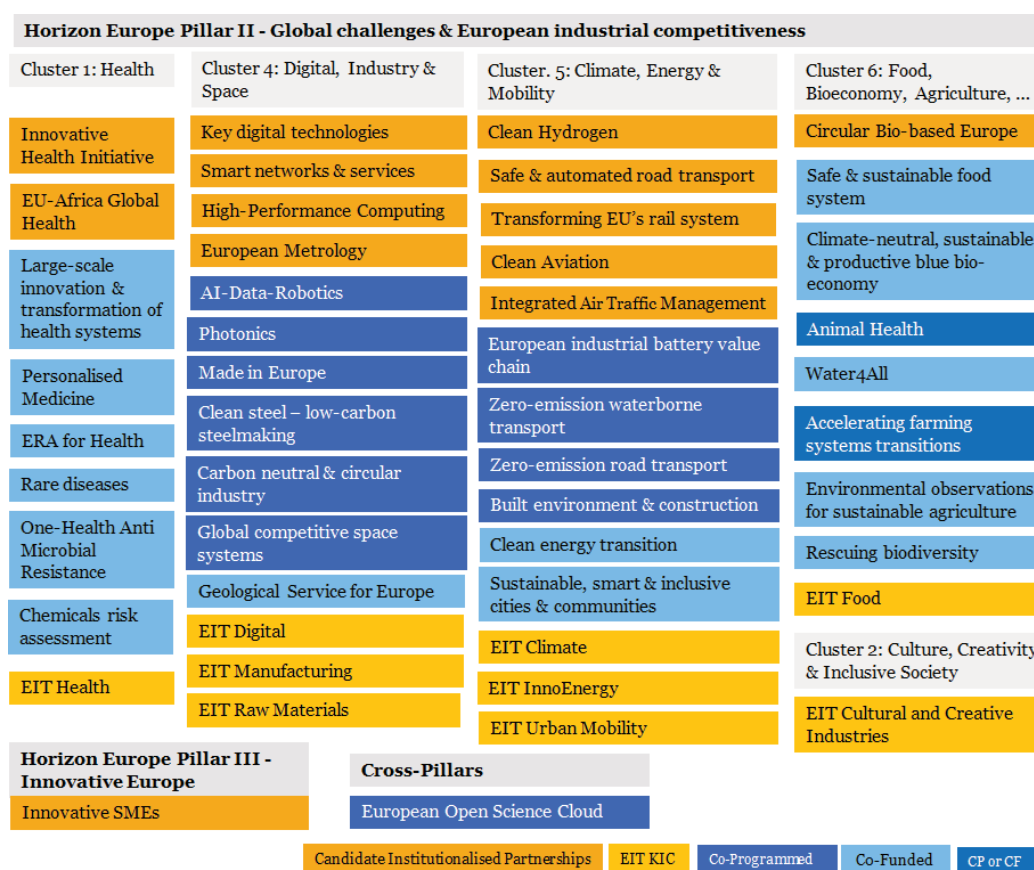 Horizon Europe Pillar II - Global challenges & European industrial competitiveness
Cluster 1: Health
Innovative
Health Initiative
EU-Africa Global
Health
Large-scale
innovation &
transformation of
health systems
Personalised
Medicine
ERA for Health
Rare diseases
One-Health Anti
Microbial
Resistance
Chemicals risk
assessment
EIT Health
Cluster 4: Digital, Industry &
Space
Key digital technologies
Smart networks & services
High-Performance Computing
European Metrology
AI-Data-Robotics
Photonics
Made in Europe
Clean steel – low-carbon
steelmaking
Carbon neutral & circular
industry
Global competitive space
systems
Geological Service for Europe
EIT Digital
EIT Manufacturing
EIT Raw Materials
Cluster. 5: Climate, Energy &
Mobility
Clean Hydrogen
Safe & automated road transport
Transforming EU's rail system
Clean Aviation
Integrated Air Traffic Management
European industrial battery value
chain
Zero-emission waterborne
transport
Zero-emission road transport
Built environment & construction
Clean energy transition
Sustainable, smart & inclusive
cities & communities
EIT Climate
EIT InnoEnergy
EIT Urban Mobility
Cluster 6: Food,
Bioeconomy, Agriculture, ...
Circular Bio-based Europe
Safe & sustainable food
system
Climate-neutral, sustainable
& productive blue bio-
economy
Animal Health
Water4All
Accelerating farming
systems transitions
Environmental observations
for sustainable agriculture
Rescuing biodiversity
EIT Food
Cluster 2: Culture, Creativity
& Inclusive Society
EIT Cultural and Creative
Industries
Horizon Europe Pillar III -
Innovative Europe
Innovative SMEs
Cross-Pillars
European Open Science Cloud
Candidate Institutionalised Partnerships
EIT KIC
Co-Programmed
Co-Funded
CP or CF